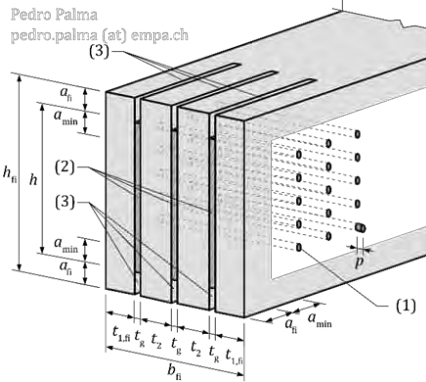 Pedro Palma
pedro.palma (at) empa.ch
(3)
a_fi
a_min
h_fi
h
(2)
(3)
a_min
a_fi
p
(1)
a_fi
a_min
t_1,fi t_g t_2 t_g t_2 t_g t_1,fi
b_fi